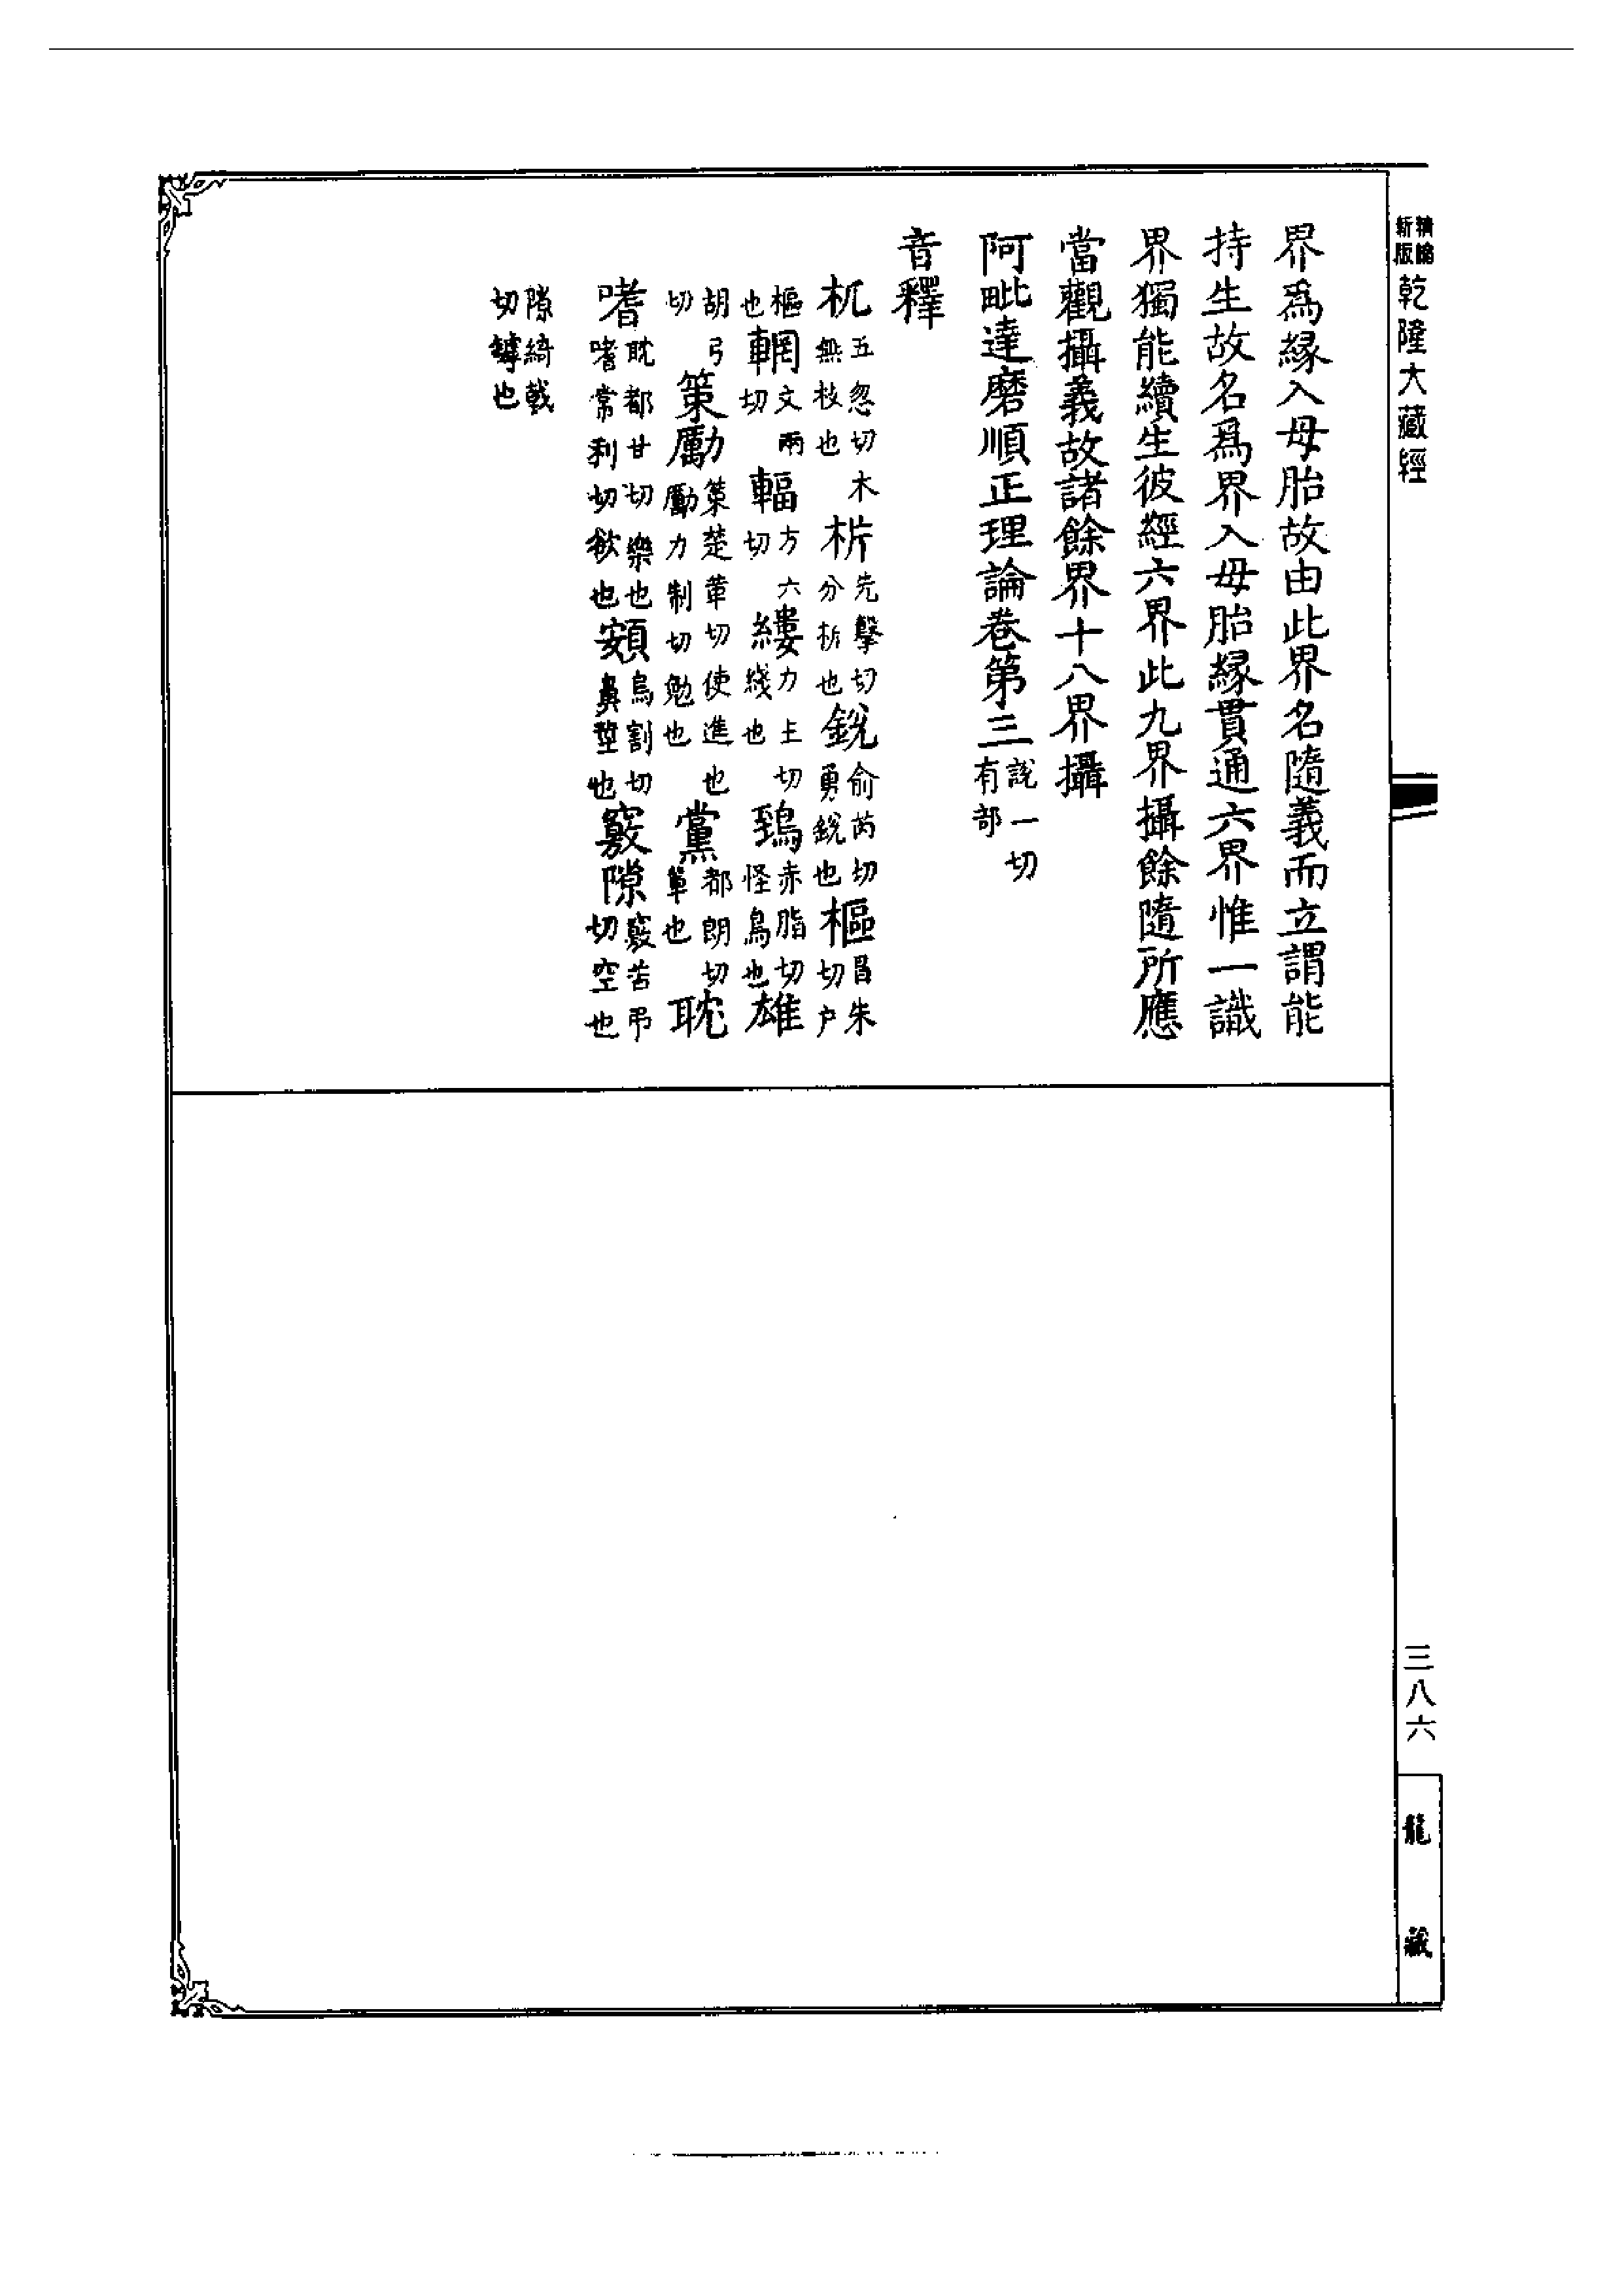 精縮新版乾隆大藏經
界爲緣入母胎故由此界名隨義而立謂能
持生故名爲界入母胎緣貫通六界惟一識
界獨能續生彼經六界此九界攝餘隨所應
當觀攝義故諸餘界十八界攝
阿毗達磨順正理論卷第三說一切有部
音釋
杌五忽切木無枝也 析先擊切分析也 銳俞芮切勇銳也 樞昌朱切戶
樞也 輞文兩切 輻方六切 縷力主切綫也 鵄赤脂切怪鳥也 雄
胡弓切 策勵策楚革切使進也勵力制切勉也 黨都朗切軰也 耽
嗜耽都甘切樂也嗜常利切欲也 頞烏割切鼻莖也 竅隙竅苦弔切空也
隙綺戟切罅也
三八六
龍藏